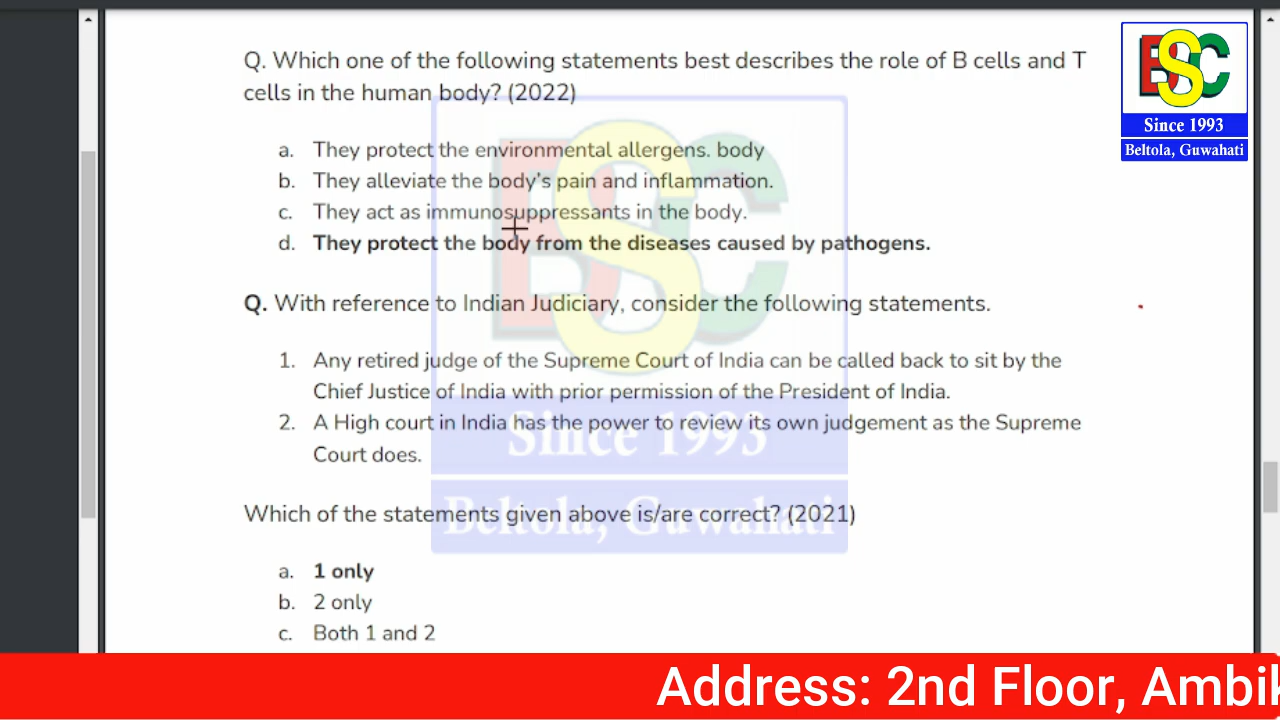 Q. Which one of the following statements best describes the role of B cells and T
cells in the human body? (2022)
a. They protect the environmental allergens. body
b. They alleviate the body's pain and inflammation.
c. They act as immunosuppressants in the body.
d. They protect the body from the diseases caused by pathogens.
Q. With reference to Indian Judiciary, consider the following statements.
1. Any retired judge of the Supreme Court of India can be called back to sit by the
Chief Justice of India with prior permission of the President of India.
2. A High court in India has the power to review its own judgement as the Supreme
Court does.
Which of the statements given above is/are correct? (2021)
a. 1 only
b. 2 only
c. Both 1 and 2
BSC
Since 1993
Beltola, Guwahati
BSC
Since 1993
Beltola, Guwahati
Address: 2nd Floor, Ambik